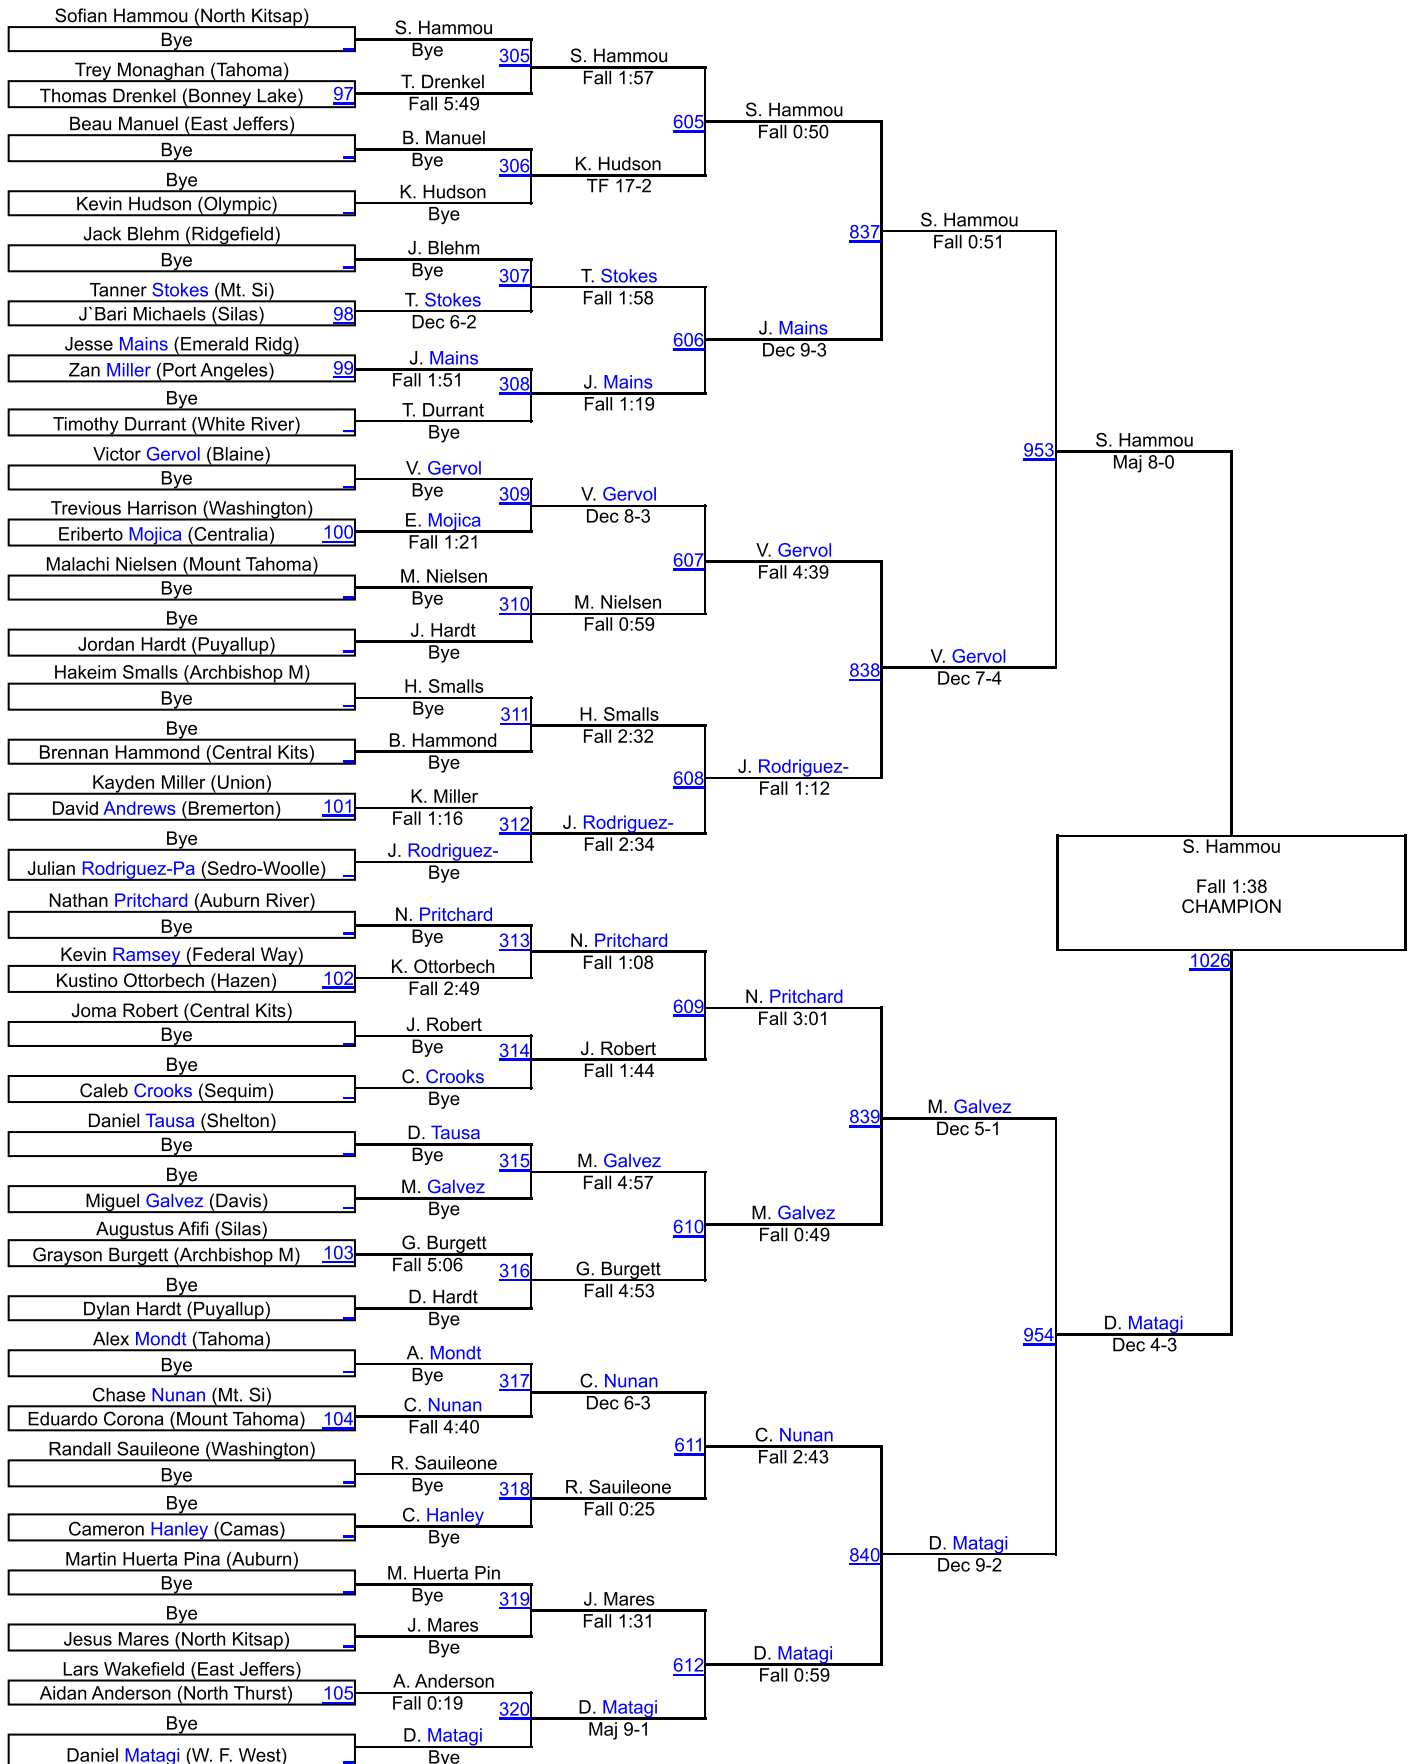 Sofian Hammou (North Kitsap)
Bye
S. Hammou
Bye
305
S. Hammou
Fall 1:57
Trey Monaghan (Tahoma)
Thomas Drenkel (Bonney Lake) 97
T. Drenkel
Fall 5:49
605
S. Hammou
Fall 0:50
Beau Manuel (East Jeffers)
Bye
B. Manuel
Bye
306
K. Hudson
TF 17-2
Bye
Kevin Hudson (Olympic)
K. Hudson
Bye
837
S. Hammou
Fall 0:51
Jack Blehm (Ridgefield)
Bye
J. Blehm
Bye
307
T. Stokes
Fall 1:58
Tanner Stokes (Mt. Si)
J`Bari Michaels (Silas) 98
T. Stokes
Dec 6-2
606
J. Mains
Dec 9-3
Jesse Mains (Emerald Ridg)
Zan Miller (Port Angeles) 99
J. Mains
Fall 1:51
308
J. Mains
Fall 1:19
Bye
Timothy Durrant (White River)
T. Durrant
Bye
953
S. Hammou
Maj 8-0
Victor Gervol (Blaine)
Bye
V. Gervol
Bye
309
V. Gervol
Dec 8-3
Trevious Harrison (Washington)
Eriberto Mojica (Centralia) 100
E. Mojica
Fall 1:21
607
V. Gervol
Fall 4:39
Malachi Nielsen (Mount Tahoma)
Bye
M. Nielsen
Bye
310
M. Nielsen
Fall 0:59
Bye
Jordan Hardt (Puyallup)
J. Hardt
Bye
838
V. Gervol
Dec 7-4
Hakeim Smalls (Archbishop M)
Bye
H. Smalls
Bye
311
H. Smalls
Fall 2:32
Bye
Brennan Hammond (Central Kits)
B. Hammond
Bye
608
J. Rodriguez-
Fall 1:12
Kayden Miller (Union)
David Andrews (Bremerton) 101
K. Miller
Fall 1:16
312
J. Rodriguez-
Fall 2:34
Bye
Julian Rodriguez-Pa (Sedro-Woolle)
J. Rodriguez-
Bye
S. Hammou
Fall 1:38
CHAMPION
1026
Nathan Pritchard (Auburn River)
Bye
N. Pritchard
Bye
313
N. Pritchard
Fall 1:08
Kevin Ramsey (Federal Way)
Kustino Ottorbech (Hazen) 102
K. Ottorbech
Fall 2:49
609
N. Pritchard
Fall 3:01
Joma Robert (Central Kits)
Bye
J. Robert
Bye
314
J. Robert
Fall 1:44
Bye
Caleb Crooks (Sequim)
C. Crooks
Bye
839
M. Galvez
Dec 5-1
Daniel Tausa (Shelton)
Bye
D. Tausa
Bye
315
M. Galvez
Fall 4:57
Bye
Miguel Galvez (Davis)
M. Galvez
Bye
610
M. Galvez
Fall 0:49
Augustus Afifi (Silas)
Grayson Burgett (Archbishop M) 103
G. Burgett
Fall 5:06
316
G. Burgett
Fall 4:53
Bye
Dylan Hardt (Puyallup)
D. Hardt
Bye
954
D. Matagi
Dec 4-3
Alex Mondt (Tahoma)
Bye
A. Mondt
Bye
317
C. Nunan
Dec 6-3
Chase Nunan (Mt. Si)
Eduardo Corona (Mount Tahoma) 104
C. Nunan
Fall 4:40
611
C. Nunan
Fall 2:43
Randall Sauileone (Washington)
Bye
R. Sauileone
Bye
318
R. Sauileone
Fall 0:25
Bye
Cameron Hanley (Camas)
C. Hanley
Bye
840
D. Matagi
Dec 9-2
Martin Huerta Pina (Auburn)
Bye
M. Huerta Pin
Bye
319
J. Mares
Fall 1:31
Bye
Jesus Mares (North Kitsap)
J. Mares
Bye
612
D. Matagi
Fall 0:59
Lars Wakefield (East Jeffers)
Aidan Anderson (North Thurst) 105
A. Anderson
Fall 0:19
320
D. Matagi
Maj 9-1
Bye
Daniel Matagi (W. F. West)
D. Matagi
Bye